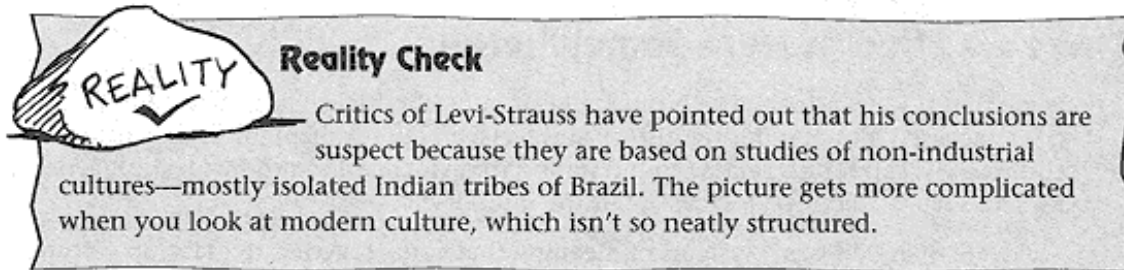 REALITY
Reality Check
Critics of Levi-Strauss have pointed out that his conclusions are
suspect because they are based on studies of non-industrial
cultures—mostly isolated Indian tribes of Brazil. The picture gets more complicated
when you look at modern culture, which isn't so neatly structured.